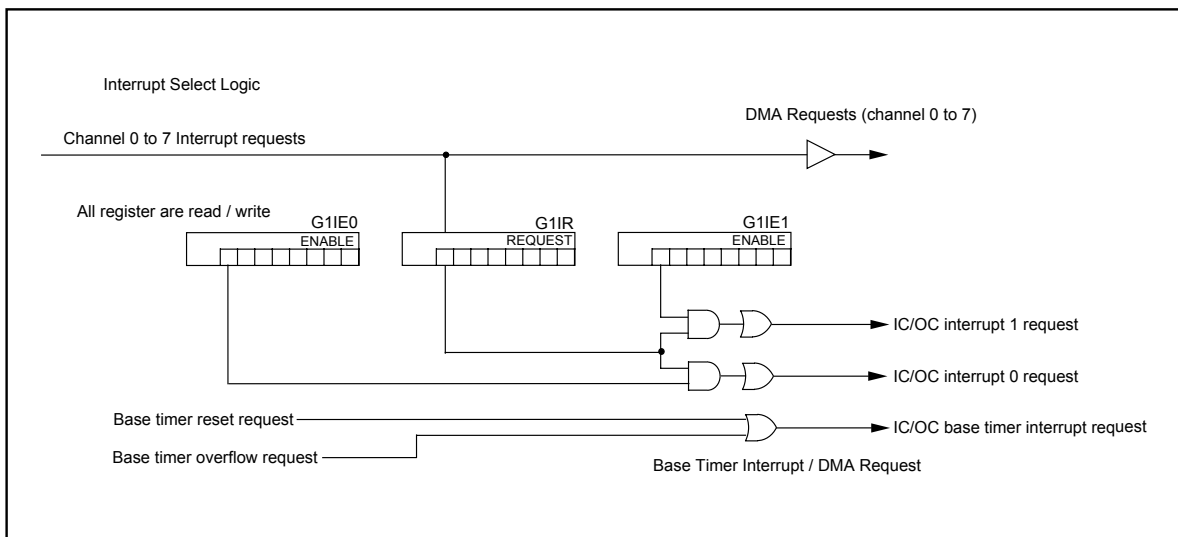 Interrupt Select Logic
DMA Requests (channel 0 to 7)
Channel 0 to 7 Interrupt requests
All register are read / write
G1IE0
ENABLE
G1IR
REQUEST
G1IE1
ENABLE
IC/OC interrupt 1 request
IC/OC interrupt 0 request
Base timer reset request
IC/OC base timer interrupt request
Base timer overflow request
Base Timer Interrupt / DMA Request